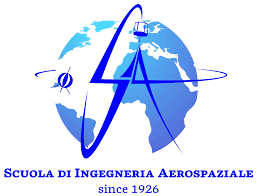 SCUOLA DI INGEGNERIA AEROSPAZIALE
since 1926